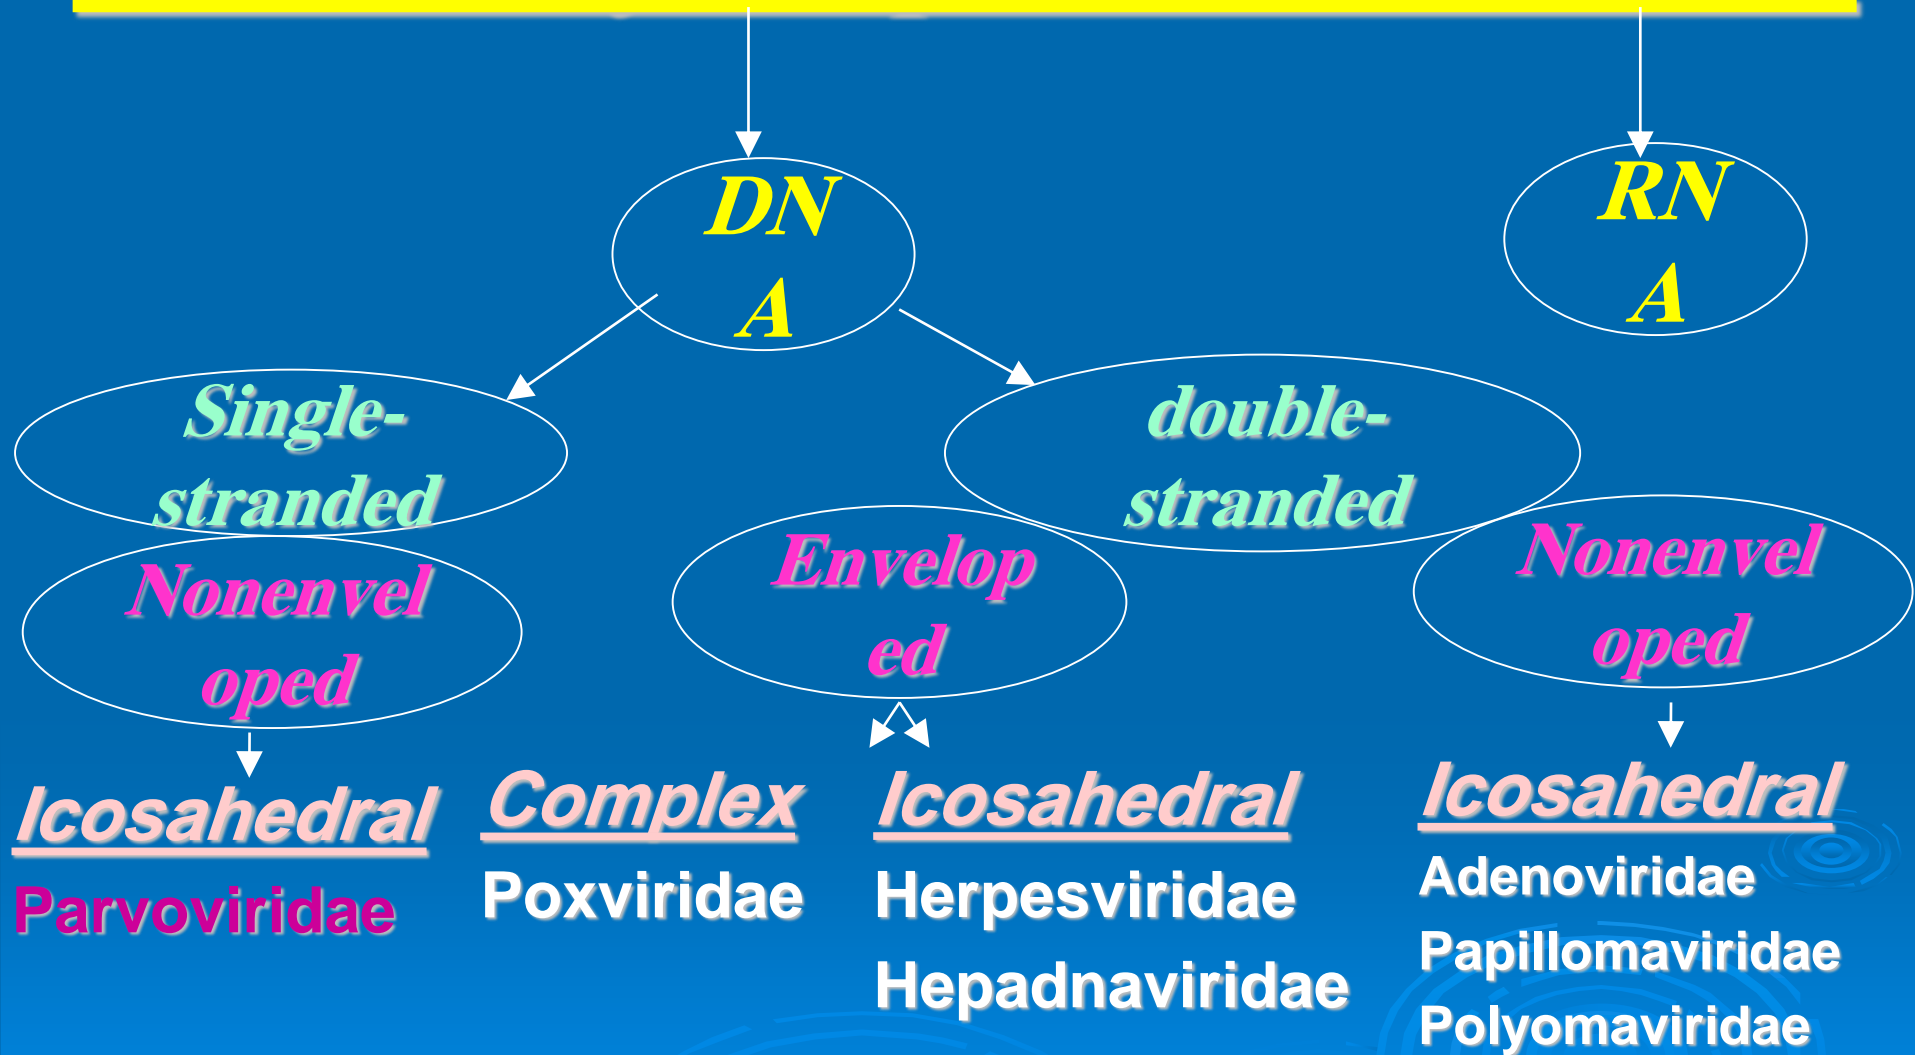 DN
A
RN
A
Single-
stranded
double-
stranded
Nonenvel
oped
Envelop
ed
Nonenvel
oped
Icosahedral
Parvoviridae
Complex
Poxviridae
Icosahedral
Herpesviridae
Hepadnaviridae
Icosahedral
Adenoviridae
Papillomaviridae
Polyomaviridae